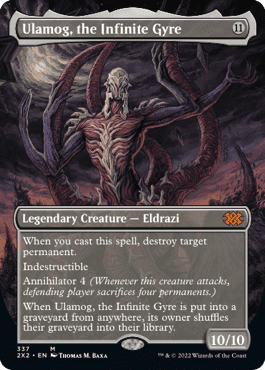 Ulamog, the Infinite Gyre 11
Legendary Creature — Eldrazi
When you cast this spell, destroy target
permanent.
Indestructible
Annihilator 4 (Whenever this creature attacks,
defending player sacrifices four permanents.)
When Ulamog, the Infinite Gyre is put into a
graveyard from anywhere, its owner shuffles
their graveyard into their library.
10/10
337 M
2X2 • EN Thomas M. Baxa
™ & © 2022 Wizards of the Coast